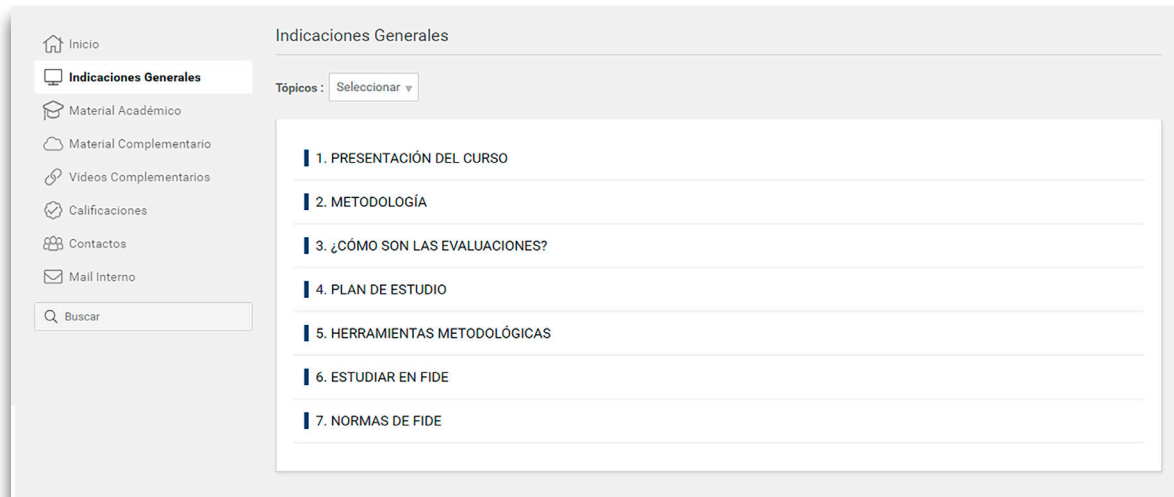 Inicio
Indicaciones Generales
Material Académico
Material Complementario
Videos Complementarios
Calificaciones
Contactos
Mail Interno
Buscar
Indicaciones Generales
Tópicos : Seleccionar
1. PRESENTACIÓN DEL CURSO
2. METODOLOGÍA
3. ¿CÓMO SON LAS EVALUACIONES?
4. PLAN DE ESTUDIO
5. HERRAMIENTAS METODOLÓGICAS
6. ESTUDIAR EN FIDE
7. NORMAS DE FIDE